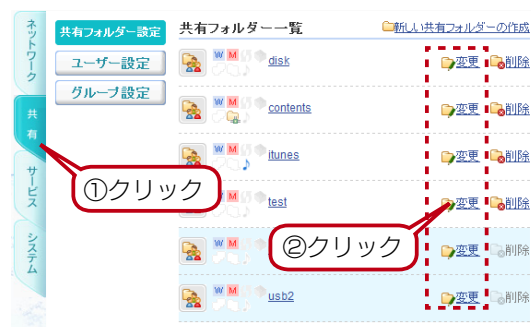 ネットワーク
共有
サービス
システム
共有フォルダー設定
ユーザー設定
グループ設定
共有フォルダー一覧
新しい共有フォルダーの作成
W M disk 変更 削除
W M contents 変更 削除
W M itunes 変更 削除
W M test 変更 削除
W M 変更 削除
W M usb2 変更 削除
①クリック
②クリック